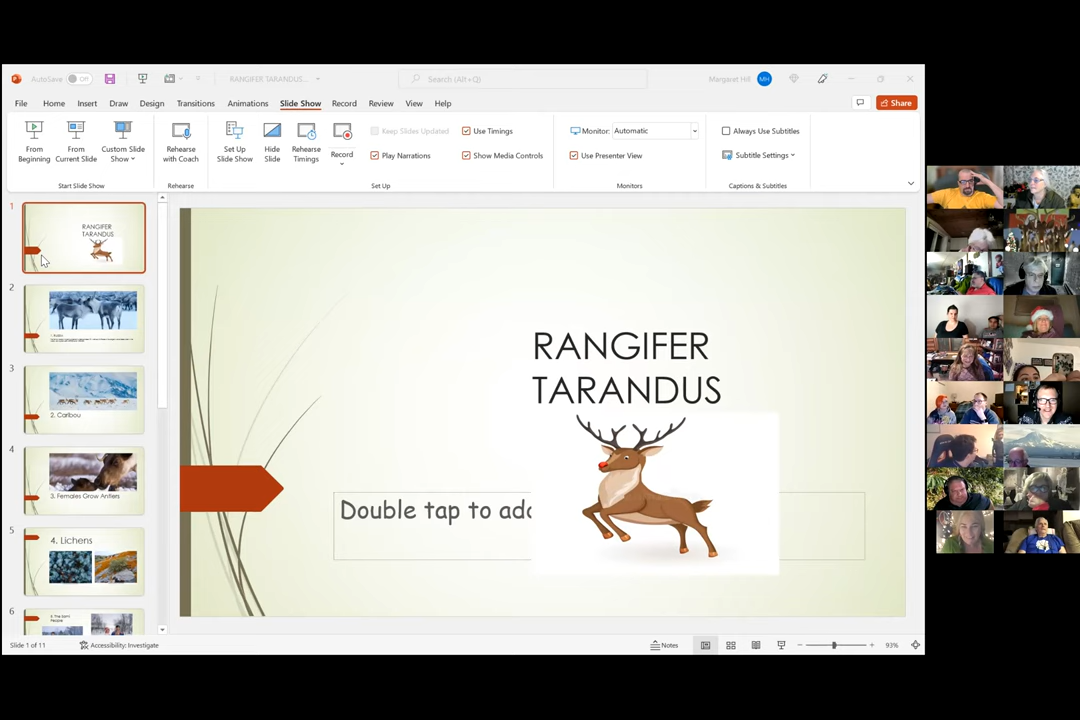 AutoSave Off RANGIFER TARANDUS... Search (Alt+Q) Margaret Hill MH
File Home Insert Draw Design Transitions Animations Slide Show Record Review View Help Share
From Beginning
From Current Slide
Custom Slide Show
Rehearse with Coach
Set Up Slide Show
Hide Slide
Rehearse Timings
Record
Keep Slides Updated
Play Narrations
Use Timings
Show Media Controls
Monitor: Automatic
Use Presenter View
Always Use Subtitles
Subtitle Settings
Start Slide Show Rehearse Set Up Monitors Captions & Subtitles
1
RANGIFER
TARANDUS
2
3
2. Caribou
4
3. Females Grow Antlers
5
4. Lichens
6
5. The Sami
People
RANGIFER
TARANDUS
Double tap to add
Slide 1 of 11 Accessibility: Investigate Notes 93%